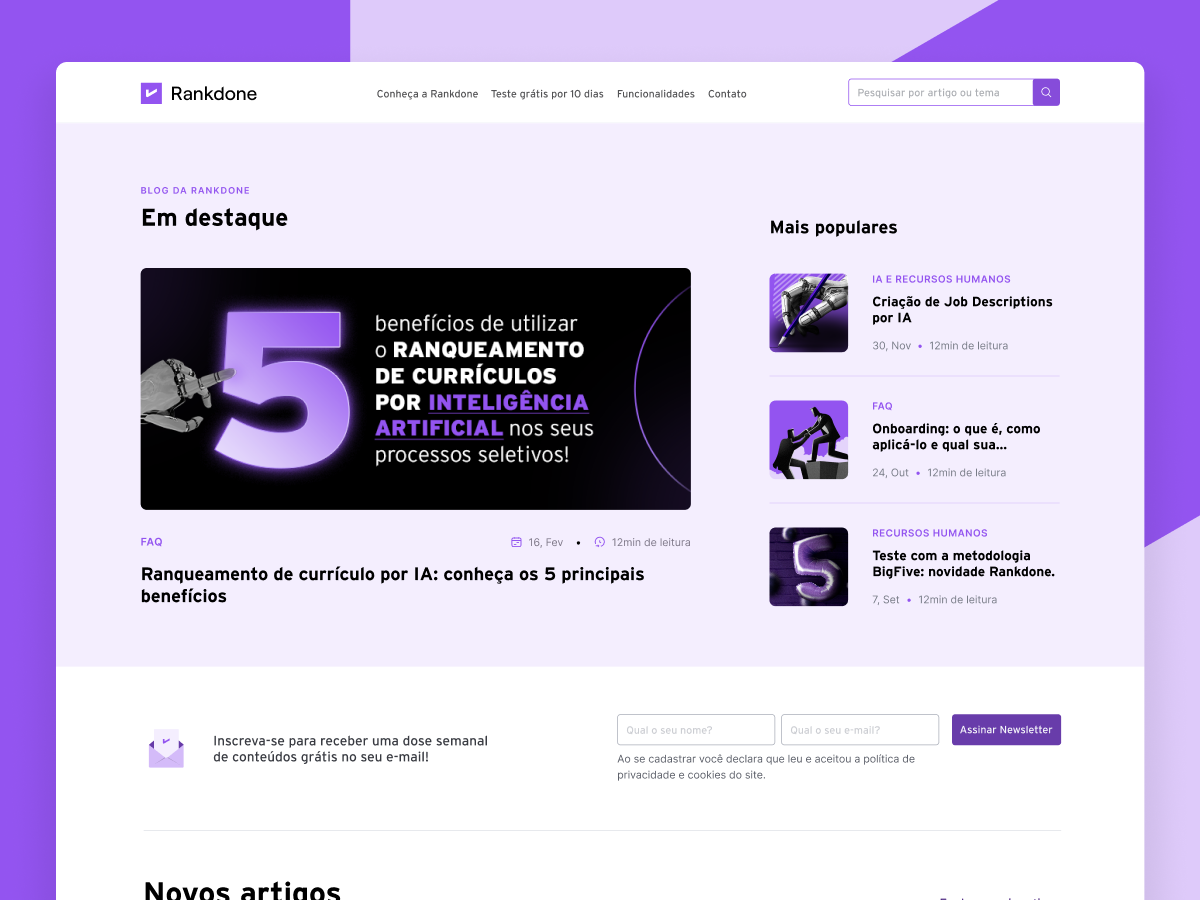 Rankdone
Conheça a Rankdone
Teste grátis por 10 dias
Funcionalidades
Contato
Pesquisar por artigo ou tema
BLOG DA RANKDONE
Em destaque
5
benefícios de utilizar
o RANQUEAMENTO
DE CURRÍCULOS
POR INTELIGÊNCIA
ARTIFICIAL nos seus
processos seletivos!
FAQ
16, Fev • 12min de leitura
Ranqueamento de currículo por IA: conheça os 5 principais
benefícios
Mais populares
IA E RECURSOS HUMANOS
Criação de Job Descriptions
por IA
30, Nov • 12min de leitura
FAQ
Onboarding: o que é, como
aplicá-lo e qual sua...
24, Out • 12min de leitura
5
RECURSOS HUMANOS
Teste com a metodologia
BigFive: novidade Rankdone.
7, Set • 12min de leitura
Inscreva-se para receber uma dose semanal
de conteúdos grátis no seu e-mail!
Qual o seu nome?
Qual o seu e-mail?
Assinar Newsletter
Ao se cadastrar você declara que leu e aceitou a política de
privacidade e cookies do site.
Novos artigos